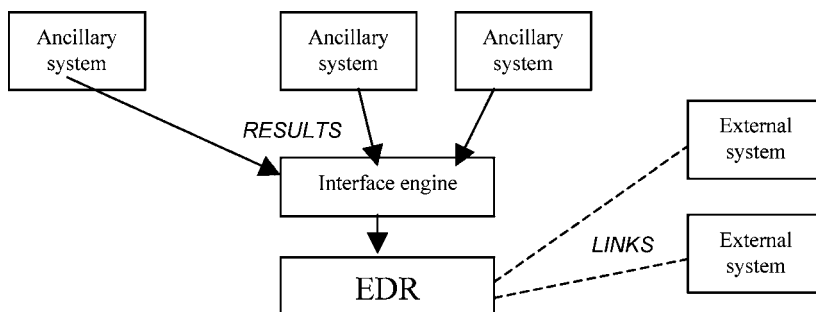 Ancillary
system
Ancillary
system
Ancillary
system
RESULTS
External
system
Interface engine
LINKS
External
system
EDR